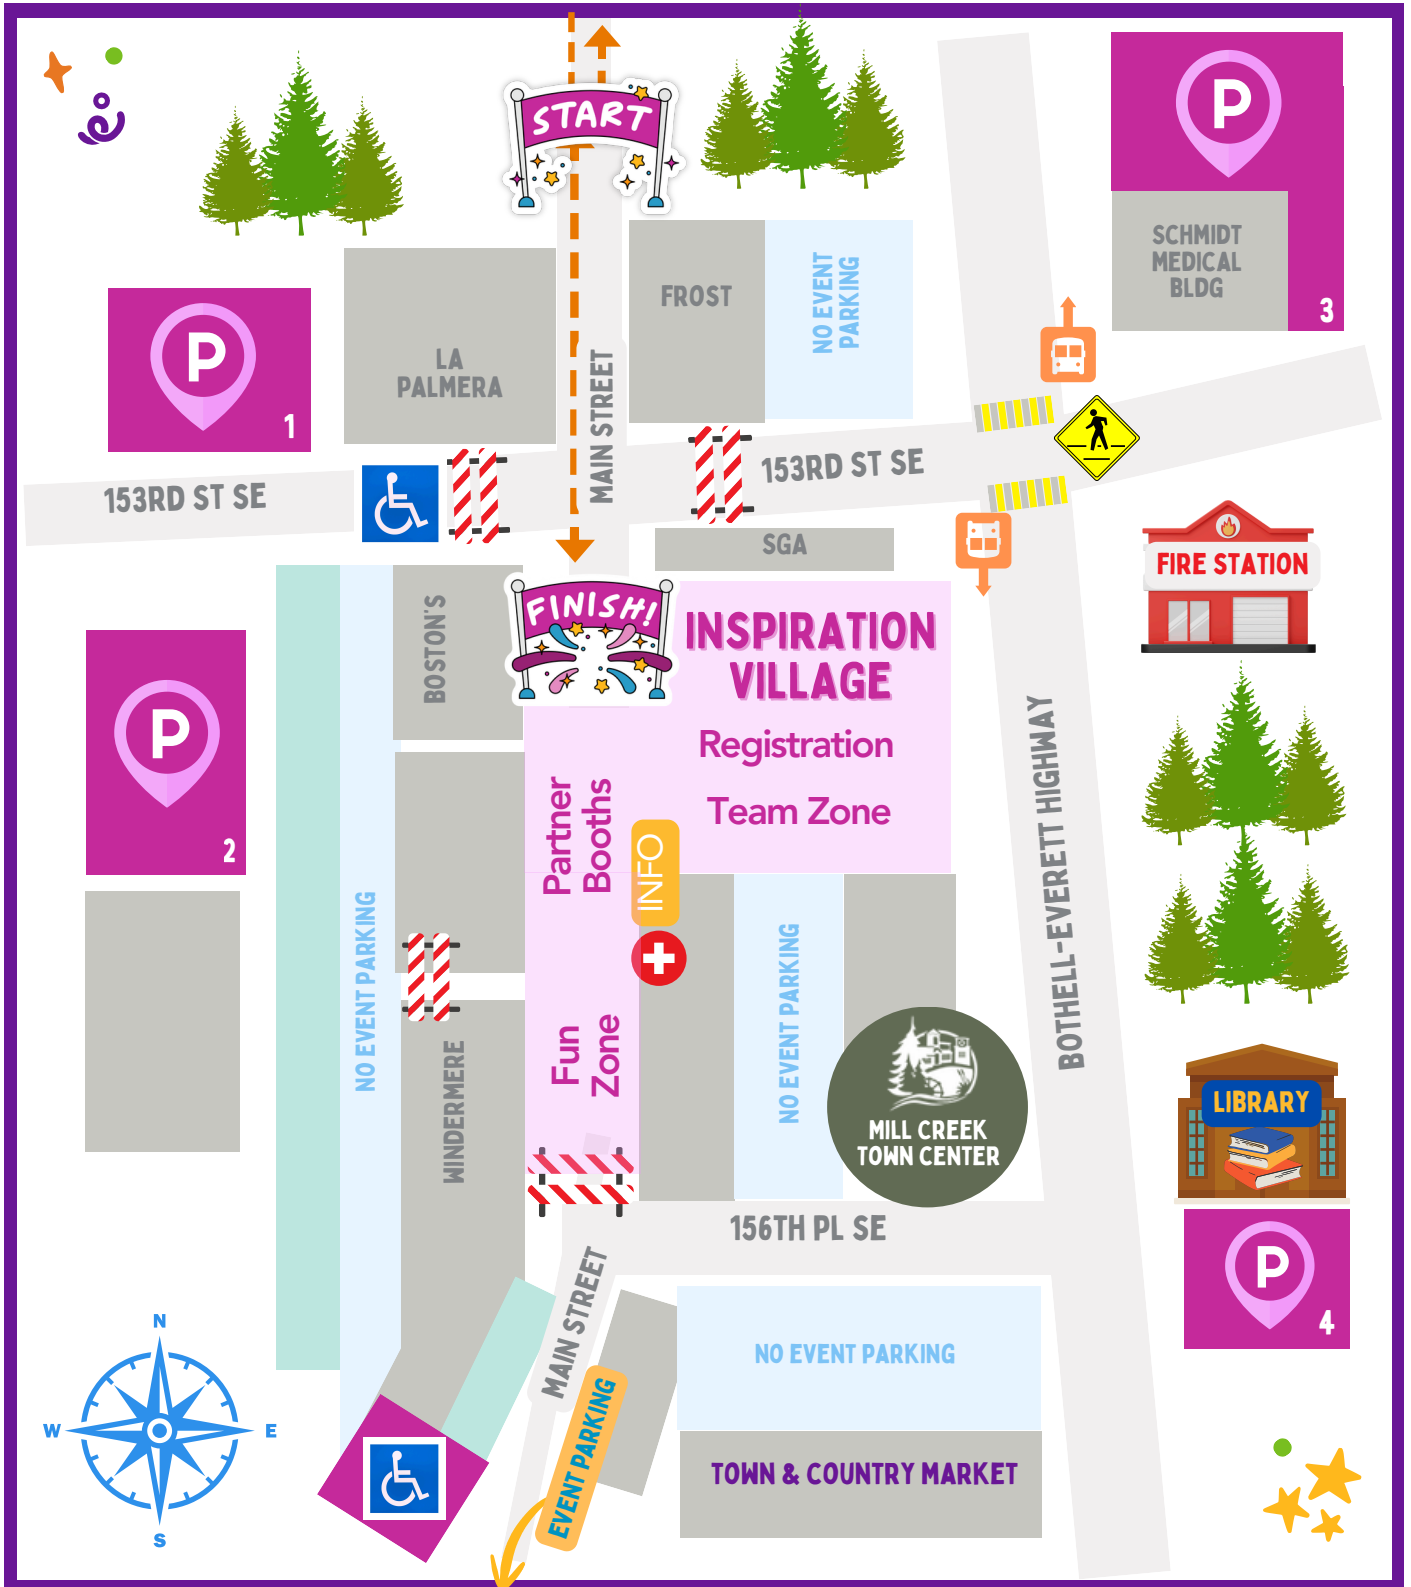 START
P
SCHMIDT
MEDICAL
BLDG
3
FROST
NO EVENT
PARKING
P
1
LA
PALMERA
MAIN STREET
153RD ST SE
153RD ST SE
SGA
FIRE STATION
FINISH!
BOSTON'S
INSPIRATION
VILLAGE
Registration
Team Zone
P
2
Partner
Booths
INFO
BOTHELL-EVERETT HIGHWAY
NO EVENT PARKING
NO EVENT PARKING
Fun
Zone
WINDERMERE
MILL CREEK
TOWN CENTER
LIBRARY
156TH PL SE
P
4
MAIN STREET
NO EVENT PARKING
EVENT PARKING
TOWN & COUNTRY MARKET
N
W
E
S